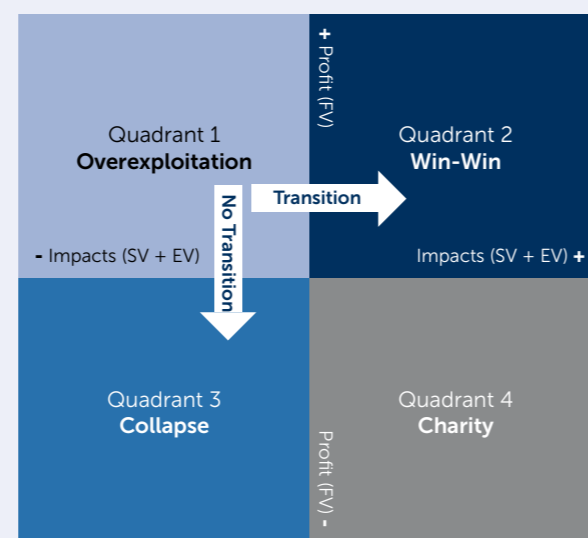 + Profit (FV)
Quadrant 1
Overexploitation
Quadrant 2
Win-Win
Transition
No Transition
- Impacts (SV + EV)
Impacts (SV + EV) +
Quadrant 3
Collapse
Quadrant 4
Charity
Profit (FV) -